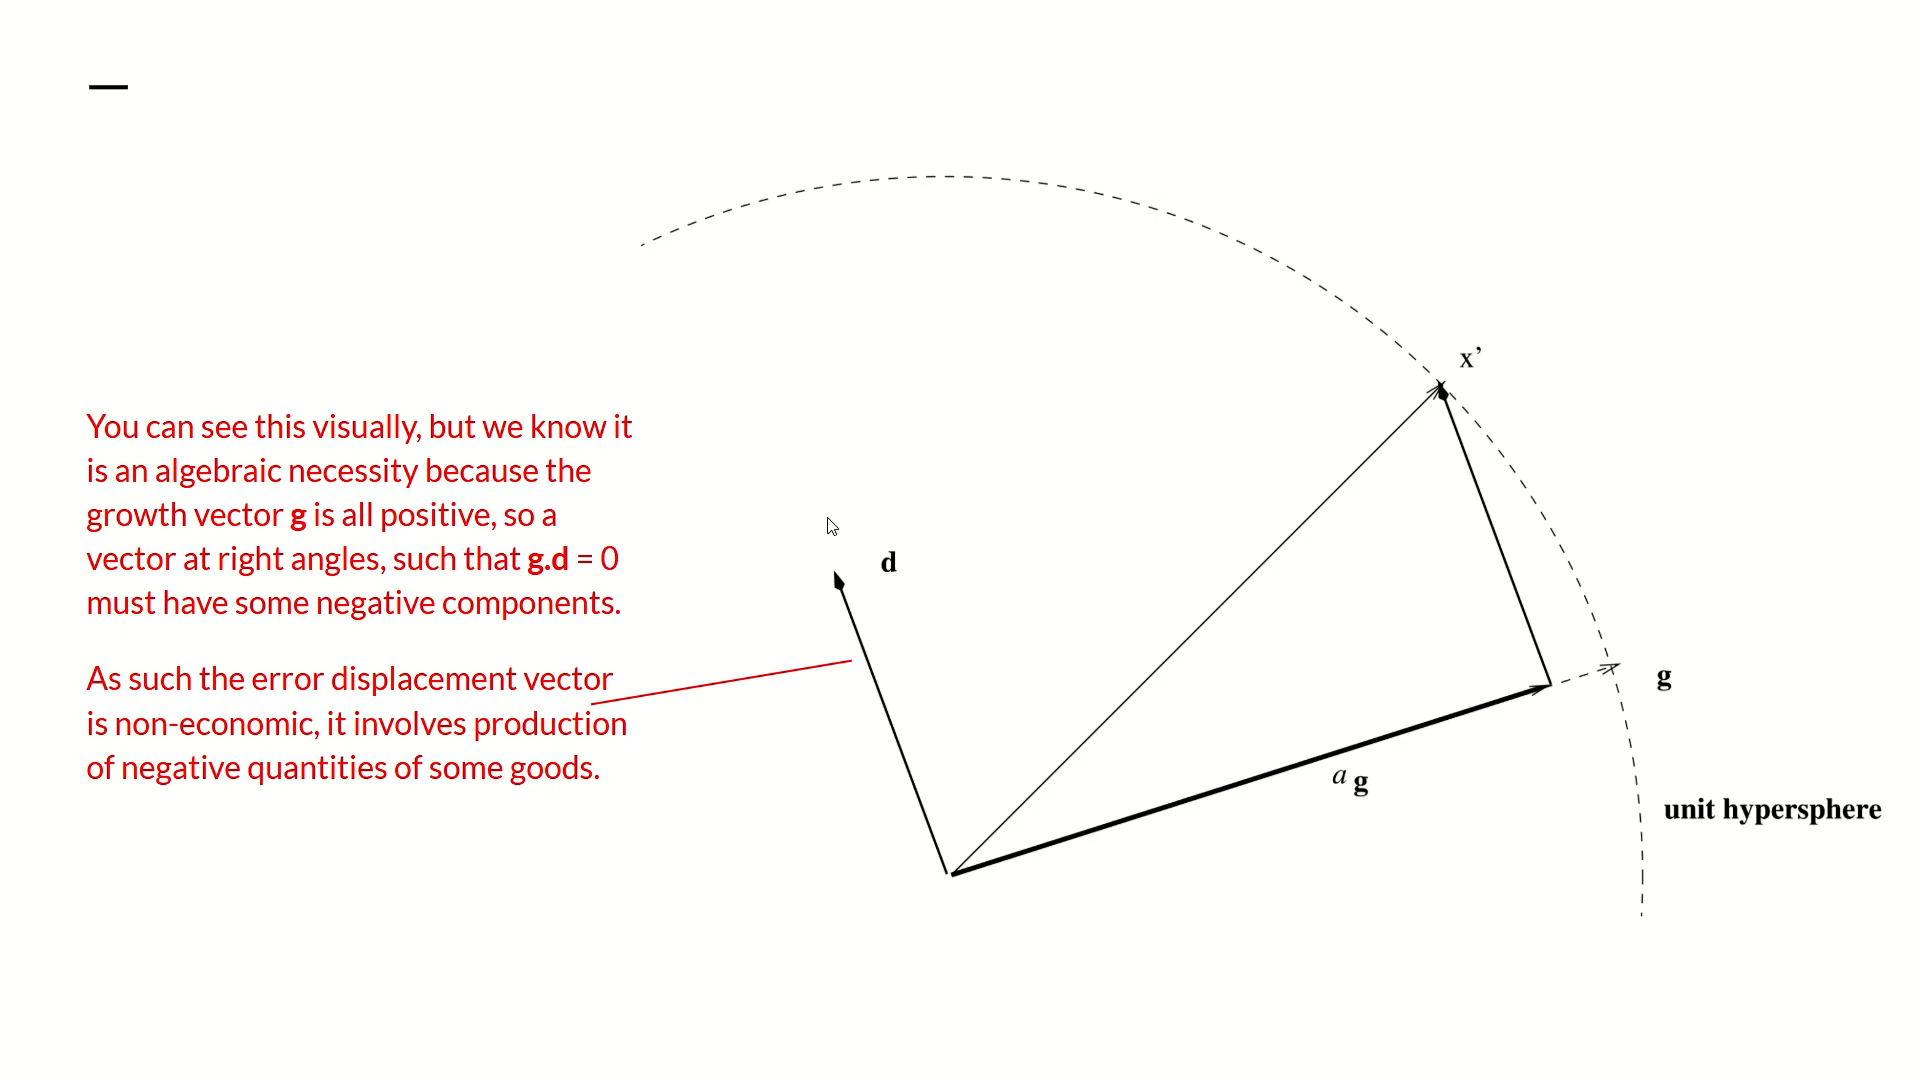 You can see this visually, but we know it
is an algebraic necessity because the
growth vector g is all positive, so a
vector at right angles, such that g.d = 0
must have some negative components.
As such the error displacement vector
is non-economic, it involves production
of negative quantities of some goods.
x’
d
g
a g
unit hypersphere